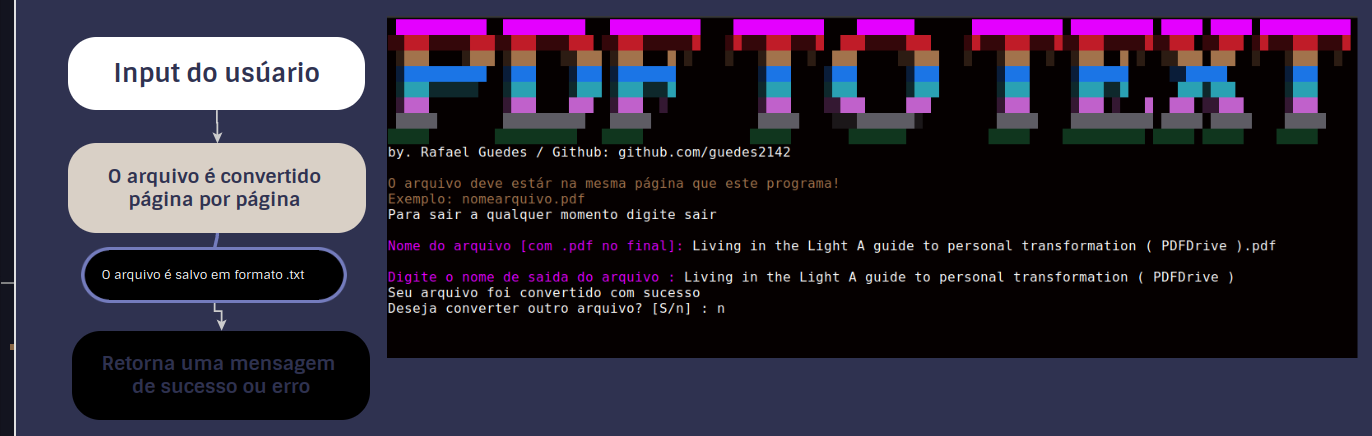 Input do usúario
O arquivo é convertido
página por página
O arquivo é salvo em formato .txt
Retorna uma mensagem
de sucesso ou erro
PDF TO TEXT
by. Rafael Guedes / Github: github.com/guedes2142
O arquivo deve estár na mesma página que este programa!
Exemplo: nomearquivo.pdf
Para sair a qualquer momento digite sair
Nome do arquivo [com .pdf no final]: Living in the Light A guide to personal transformation ( PDFDrive ).pdf
Digite o nome de saida do arquivo : Living in the Light A guide to personal transformation ( PDFDrive )
Seu arquivo foi convertido com sucesso
Deseja converter outro arquivo? [S/n] : n